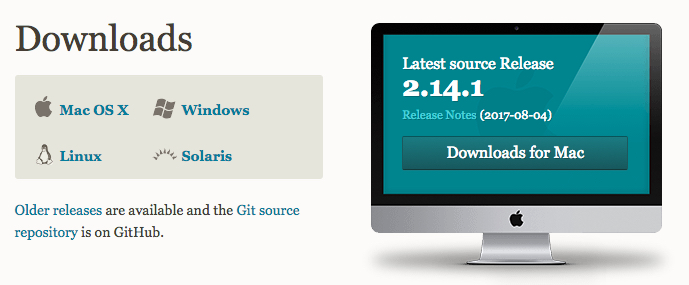 Downloads
Mac OS X
Windows
Linux
Solaris
Older releases are available and the Git source
repository is on GitHub.
Latest source Release
2.14.1
Release Notes (2017-08-04)
Downloads for Mac